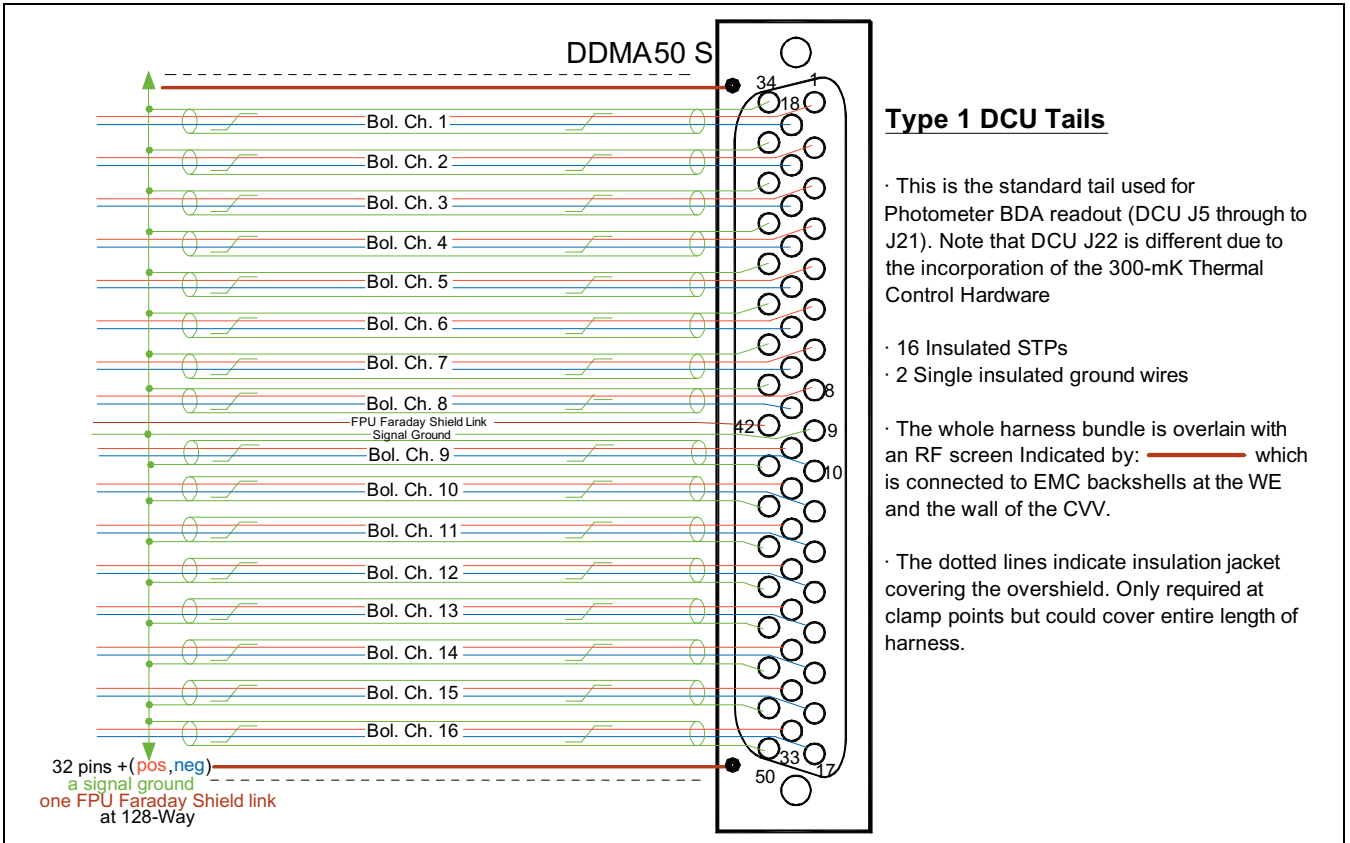 DDMA50 S
34
1
18
Bol. Ch. 1
Bol. Ch. 2
Bol. Ch. 3
Bol. Ch. 4
Bol. Ch. 5
Bol. Ch. 6
Bol. Ch. 7
Bol. Ch. 8
8
FPU Faraday Shield Link
42
Signal Ground
9
Bol. Ch. 9
10
Bol. Ch. 10
Bol. Ch. 11
Bol. Ch. 12
Bol. Ch. 13
Bol. Ch. 14
Bol. Ch. 15
Bol. Ch. 16
33
17
50
32 pins +(pos,neg)
a signal ground
one FPU Faraday Shield link
at 128-Way
Type 1 DCU Tails
· This is the standard tail used for
Photometer BDA readout (DCU J5 through to
J21). Note that DCU J22 is different due to
the incorporation of the 300-mK Thermal
Control Hardware
· 16 Insulated STPs
· 2 Single insulated ground wires
· The whole harness bundle is overlain with
an RF screen Indicated by: which
is connected to EMC backshells at the WE
and the wall of the CVV.
· The dotted lines indicate insulation jacket
covering the overshield. Only required at
clamp points but could cover entire length of
harness.